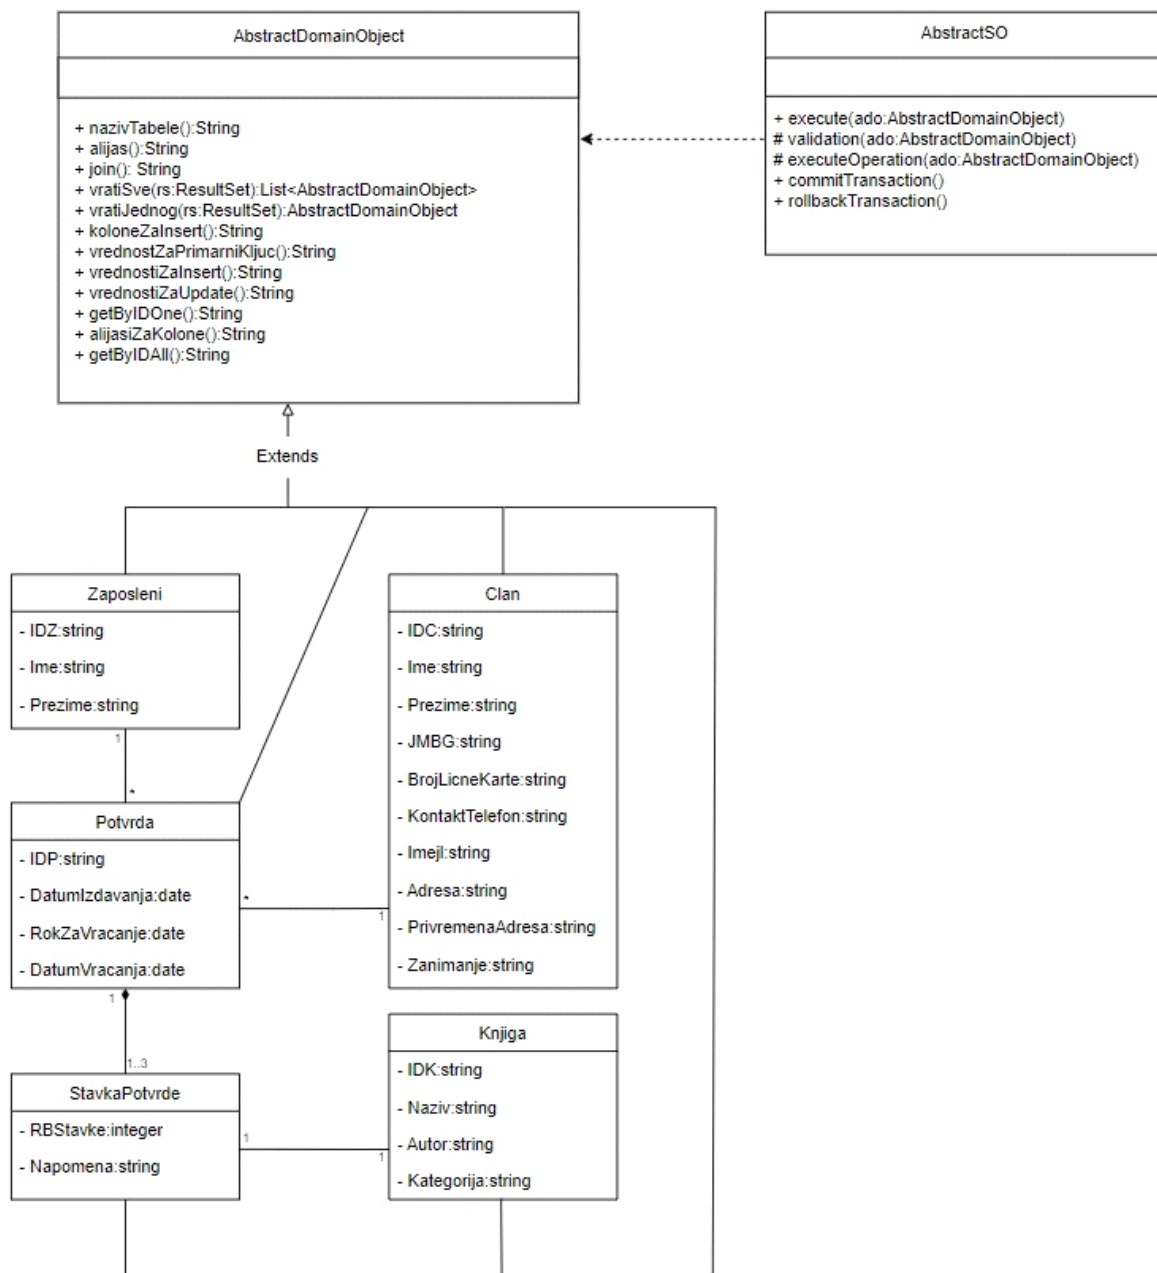 AbstractDomainObject
+ nazivTabele():String
+ alijas():String
+ join(): String
+ vratiSve(rs:ResultSet):List<AbstractDomainObject>
+ vratiJednog(rs:ResultSet):AbstractDomainObject
+ koloneZaInsert():String
+ vrednostZaPrimarniKljuc():String
+ vrednostiZaInsert():String
+ vrednostiZaUpdate():String
+ getByIDOne():String
+ alijasiZaKolone():String
+ getByIDAll():String
AbstractSO
+ execute(ado:AbstractDomainObject)
# validation(ado:AbstractDomainObject)
# executeOperation(ado:AbstractDomainObject)
+ commitTransaction()
+ rollbackTransaction()
Extends
Zaposleni
- IDZ:string
- Ime:string
- Prezime:string
1
*
Clan
- IDC:string
- Ime:string
- Prezime:string
- JMBG:string
- BrojLicneKarte:string
- KontaktTelefon:string
- Imejl:string
- Adresa:string
- PrivremenaAdresa:string
- Zanimanje:string
Potvrda
- IDP:string
- DatumIzdavanja:date
- RokZaVracanje:date
- DatumVracanja:date
*
1
1
1..3
StavkaPotvrde
- RBStavke:integer
- Napomena:string
1
1
Knjiga
- IDK:string
- Naziv:string
- Autor:string
- Kategorija:string